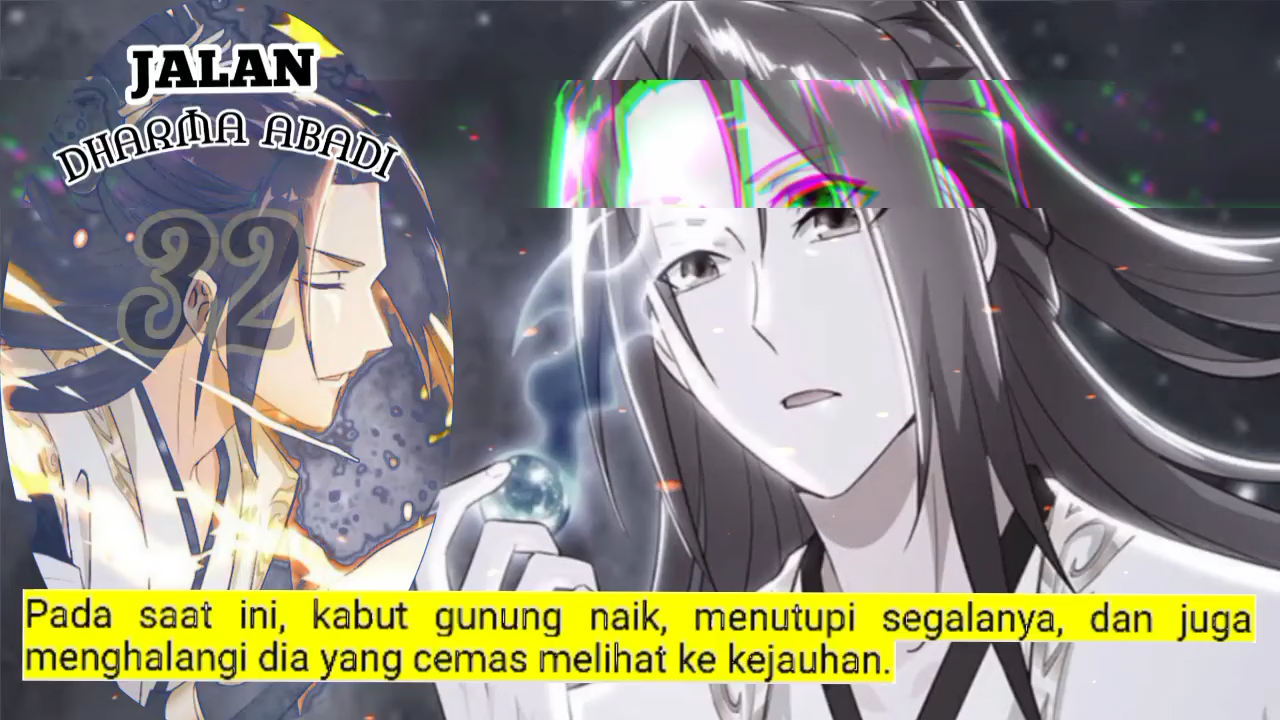 JALAN
DHARMA ABADI
32
Pada saat ini, kabut gunung naik, menutupi segalanya, dan juga
menghalangi dia yang cemas melihat ke kejauhan.